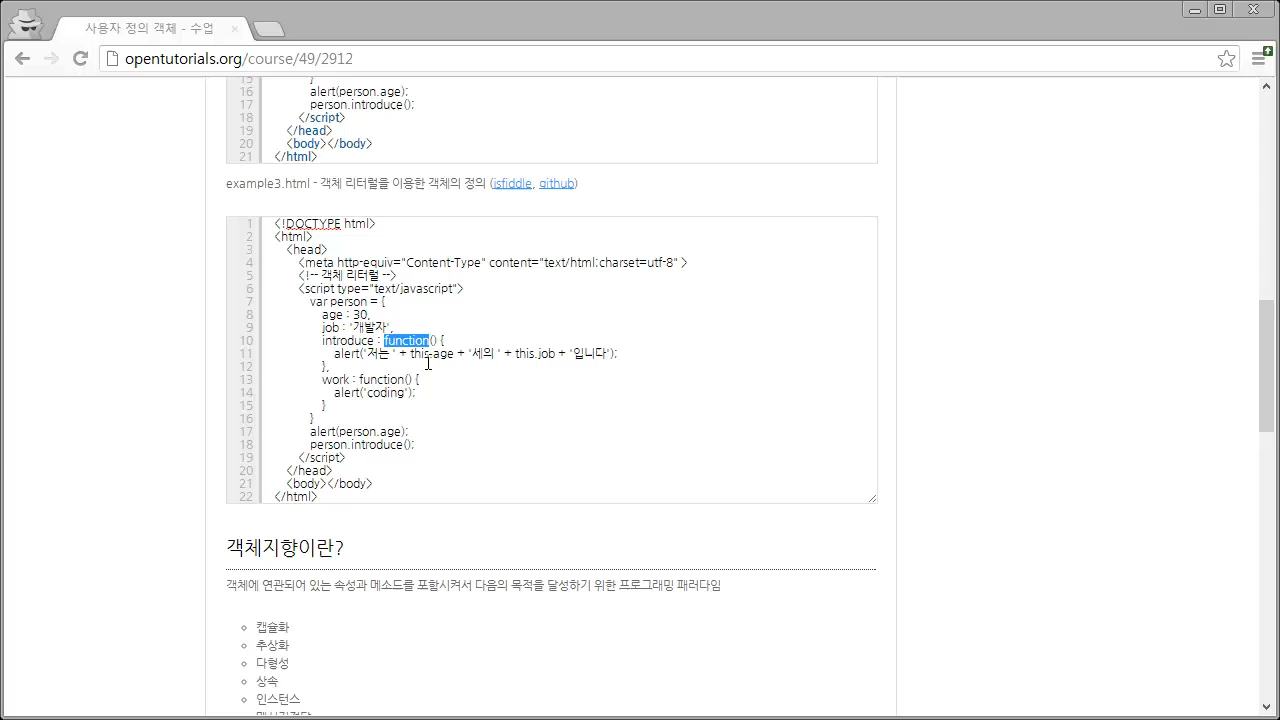 사용자 정의 객체 - 수업
opentutorials.org/course/49/2912
15 }
16 alert(person.age);
17 person.introduce();
18 </script>
19 </head>
20 <body></body>
21 </html>
example3.html - 객체 리터럴을 이용한 객체의 정의 (jsfiddle, github)
1 <!DOCTYPE html>
2 <html>
3 <head>
4 <meta http-equiv="Content-Type" content="text/html;charset=utf-8" >
5 <!-- 객체 리터럴 -->
6 <script type="text/javascript">
7 var person = {
8 age : 30,
9 job : '개발자',
10 introduce : function() {
11 alert('저는 ' + this.age + '세의 ' + this.job + '입니다');
12 },
13 work : function() {
14 alert('coding');
15 }
16 }
17 alert(person.age);
18 person.introduce();
19 </script>
20 </head>
21 <body></body>
22 </html>
객체지향이란?
객체에 연관되어 있는 속성과 메소드를 포함시켜서 다음의 목적을 달성하기 위한 프로그래밍 패러다임
캡슐화
추상화
다형성
상속
인스턴스